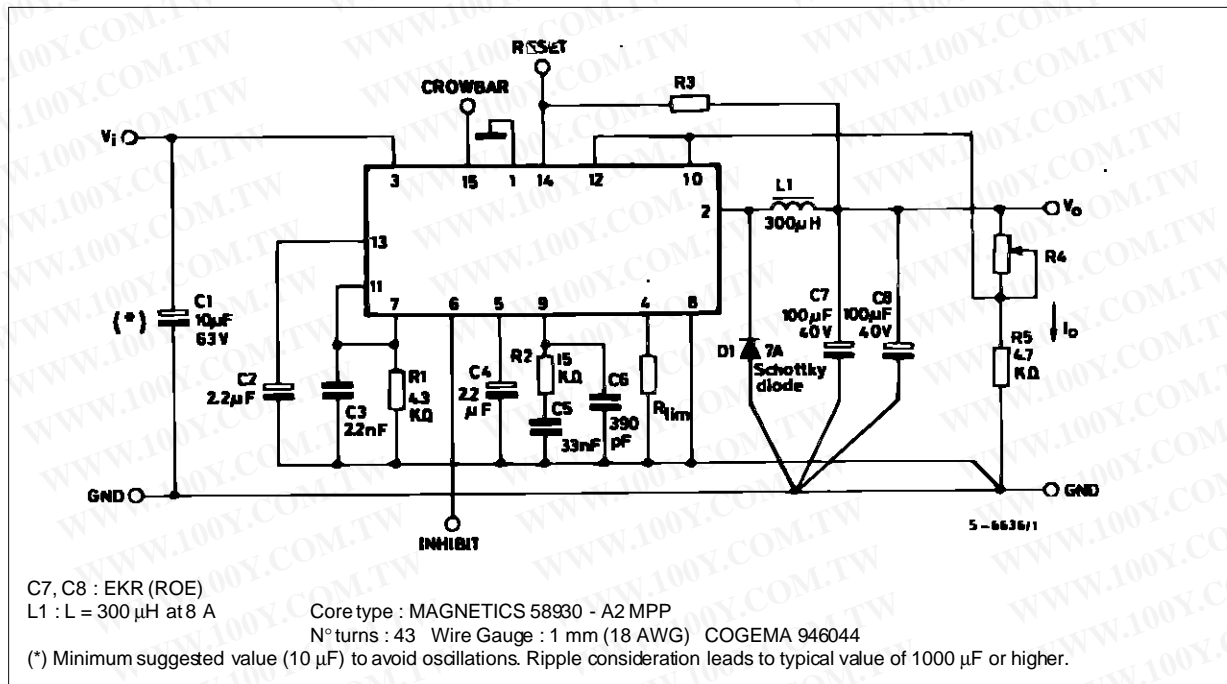 RESET
CROWBAR
R3
Vi
3
15
1
14
12
10
2
L1
300µH
Vo
13
11
7
6
5
9
4
8
R4
(*)
C1
10µF
63V
C2
2.2µF
C3
2.2nF
R1
4.3
KΩ
C4
2.2
µF
R2
15
KΩ
C5
33nF
C6
390
pF
Rlim
D1
7A
Schottky
diode
C7
100µF
40V
C8
100µF
40V
Io
R5
4.7
KΩ
GND
GND
INHIBIT
5-6636/1
C7, C8 : EKR (ROE)
L1 : L = 300 µH at 8 A Core type : MAGNETICS 58930 - A2 MPP
N° turns : 43 Wire Gauge : 1 mm (18 AWG) COGEMA 946044
(*) Minimum suggested value (10 µF) to avoid oscillations. Ripple consideration leads to typical value of 1000 µF or higher.
WWW.100Y.COM.TW